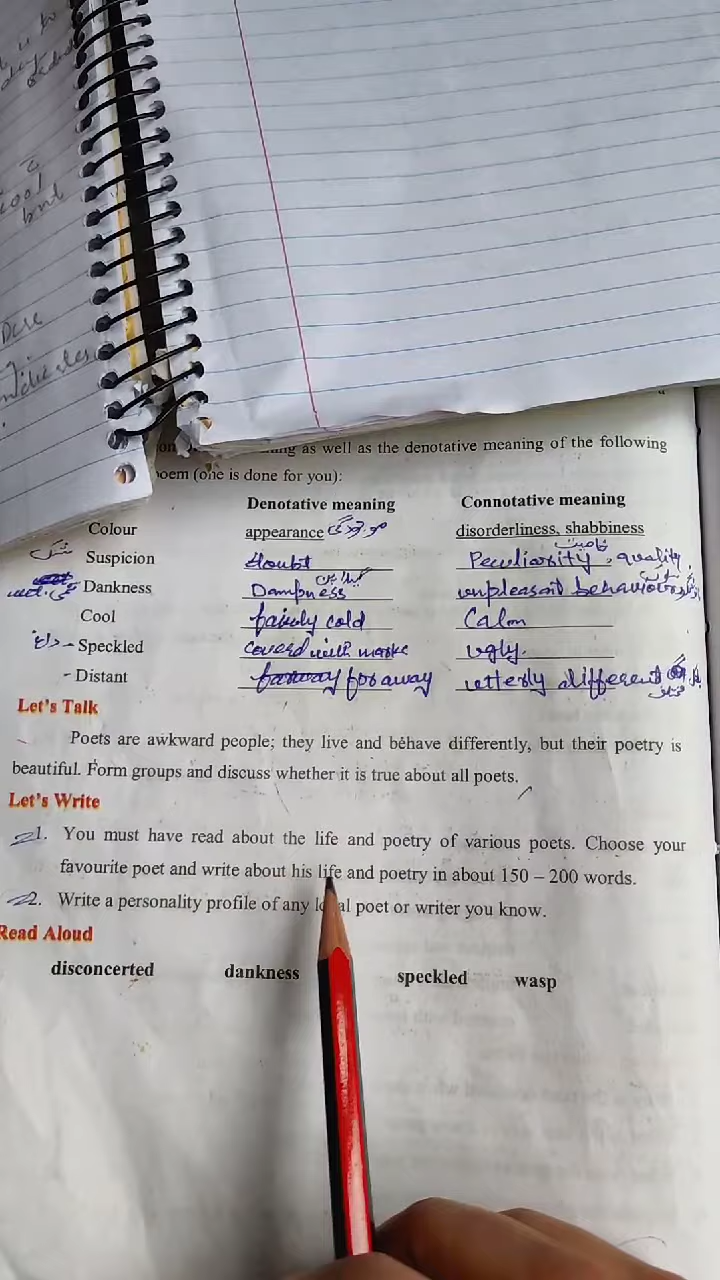 cool
as well as the denotative meaning of the following
poem (one is done for you):
Denotative meaning Connotative meaning
Colour appearance disorderliness, shabbiness
شک Suspicion doubt Peculiarity, quality خاصیت
Dankness Dampness unpleasant behaviour
Cool fairly cold Calm
داغ - Speckled coverd with marks ugly.
- Distant far away utterly different
Let's Talk
Poets are awkward people; they live and behave differently, but their poetry is
beautiful. Form groups and discuss whether it is true about all poets.
Let's Write
1. You must have read about the life and poetry of various poets. Choose your
favourite poet and write about his life and poetry in about 150 – 200 words.
2. Write a personality profile of any local poet or writer you know.
Read Aloud
disconcerted dankness speckled wasp